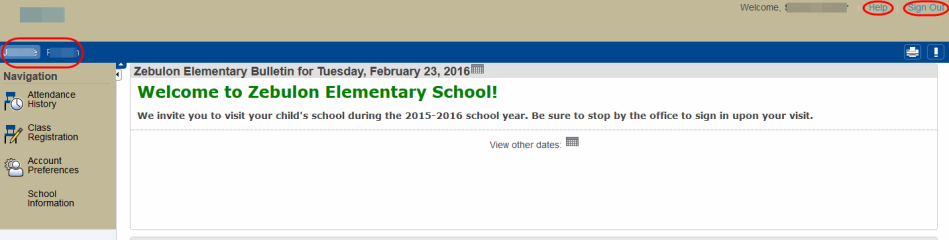 Welcome,
Help
Sign Out
Navigation
Attendance
History
Class
Registration
Account
Preferences
School
Information
Zebulon Elementary Bulletin for Tuesday, February 23, 2016
Welcome to Zebulon Elementary School!
We invite you to visit your child's school during the 2015-2016 school year. Be sure to stop by the office to sign in upon your visit.
View other dates: